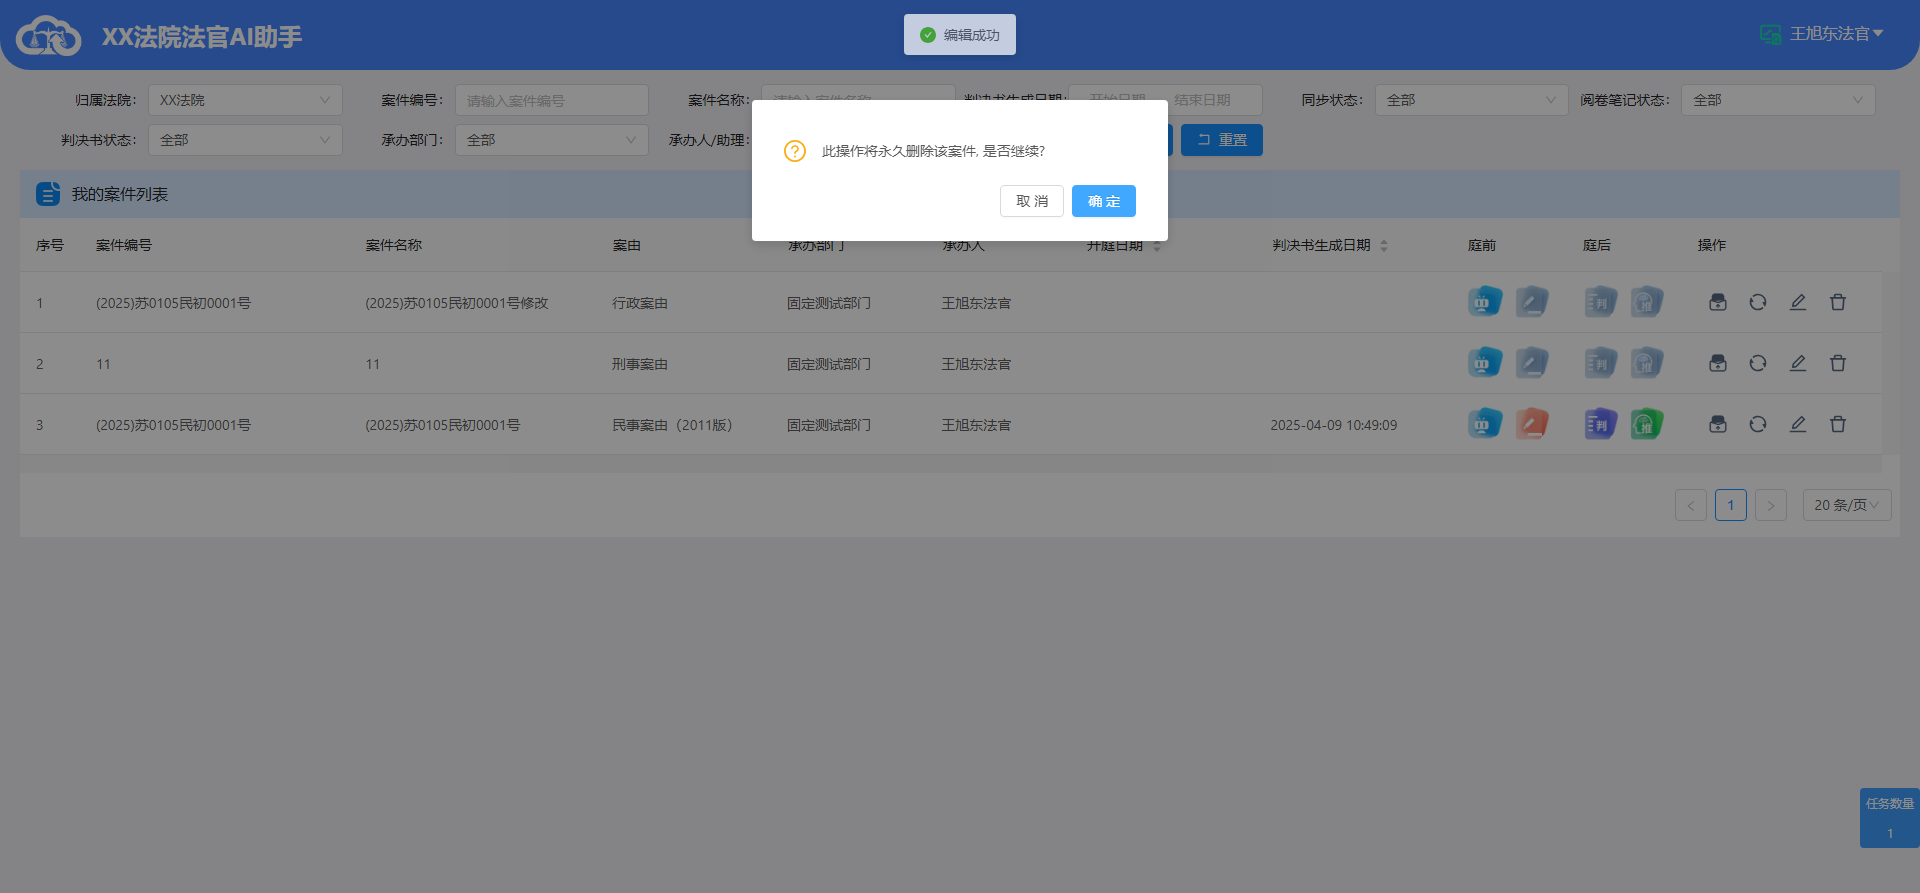 XX法院法官AI助手
编辑成功
王旭东法官
归属法院: XX法院
案件编号: 请输入案件编号
案件名称: 请输入案件名称
判决书生成日期: 开始日期 结束日期
同步状态: 全部
阅卷笔记状态: 全部
判决书状态: 全部
承办部门: 全部
承办人/助理:
重置
此操作将永久删除该案件, 是否继续?
取 消 确 定
我的案件列表
序号 案件编号 案件名称 案由 承办部门 承办人 开庭日期 判决书生成日期 庭前 庭后 操作
1 (2025)苏0105民初0001号 (2025)苏0105民初0001号修改 行政案由 固定测试部门 王旭东法官 判 推
2 11 11 刑事案由 固定测试部门 王旭东法官 判 推
3 (2025)苏0105民初0001号 (2025)苏0105民初0001号 民事案由（2011版） 固定测试部门 王旭东法官 2025-04-09 10:49:09 判 推
1 20 条/页
任务数量
1